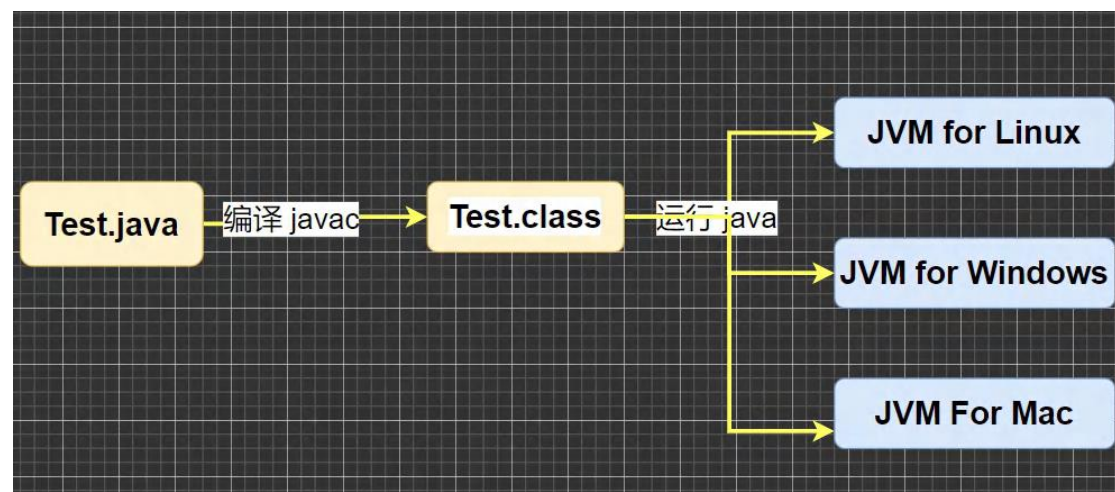 Test.java
编译 javac
Test.class
运行 java
JVM for Linux
JVM for Windows
JVM For Mac